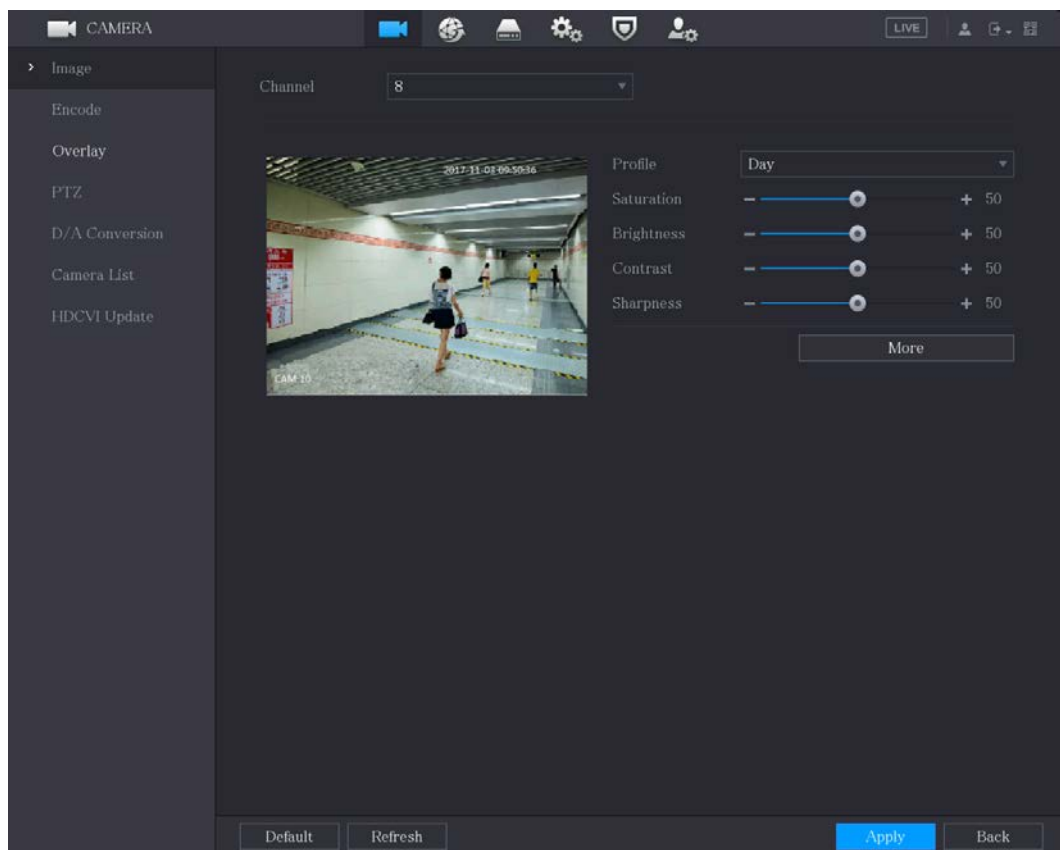 CAMERA
LIVE
Image
Encode
Overlay
PTZ
D/A Conversion
Camera List
HDCVI Update
Channel 8
2017-11-03 09:50:36
CAM 10
Profile Day
Saturation - + 50
Brightness - + 50
Contrast - + 50
Sharpness - + 50
More
Default Refresh Apply Back